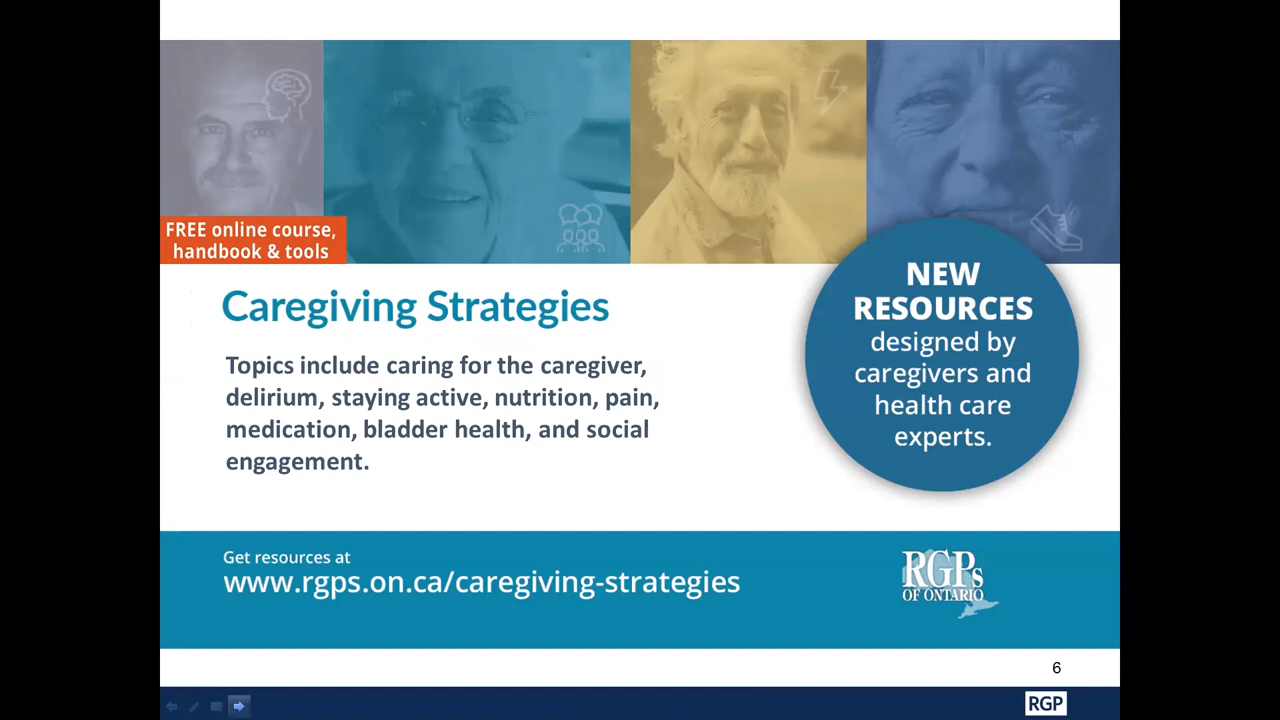 FREE online course,
handbook & tools
Caregiving Strategies
Topics include caring for the caregiver,
delirium, staying active, nutrition, pain,
medication, bladder health, and social
engagement.
NEW
RESOURCES
designed by
caregivers and
health care
experts.
Get resources at
www.rgps.on.ca/caregiving-strategies
RGPs
OF ONTARIO
6
RGP